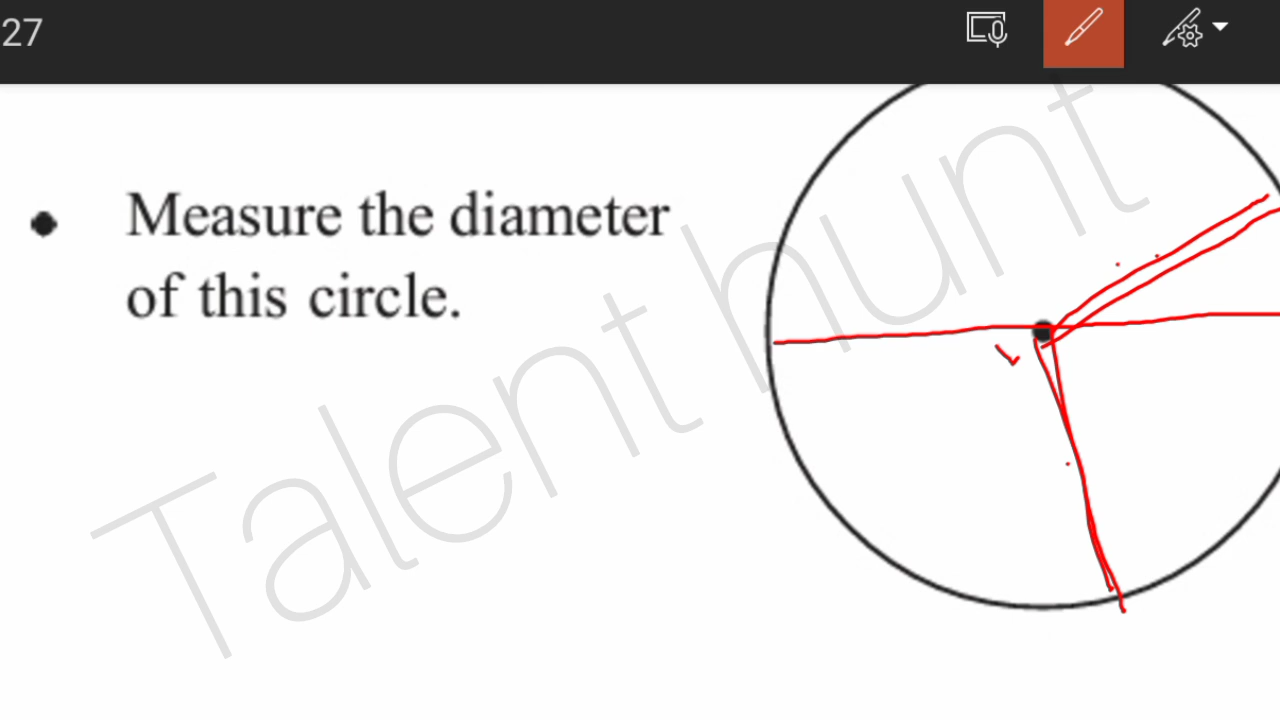 27
Measure the diameter
of this circle.
Talent hunt